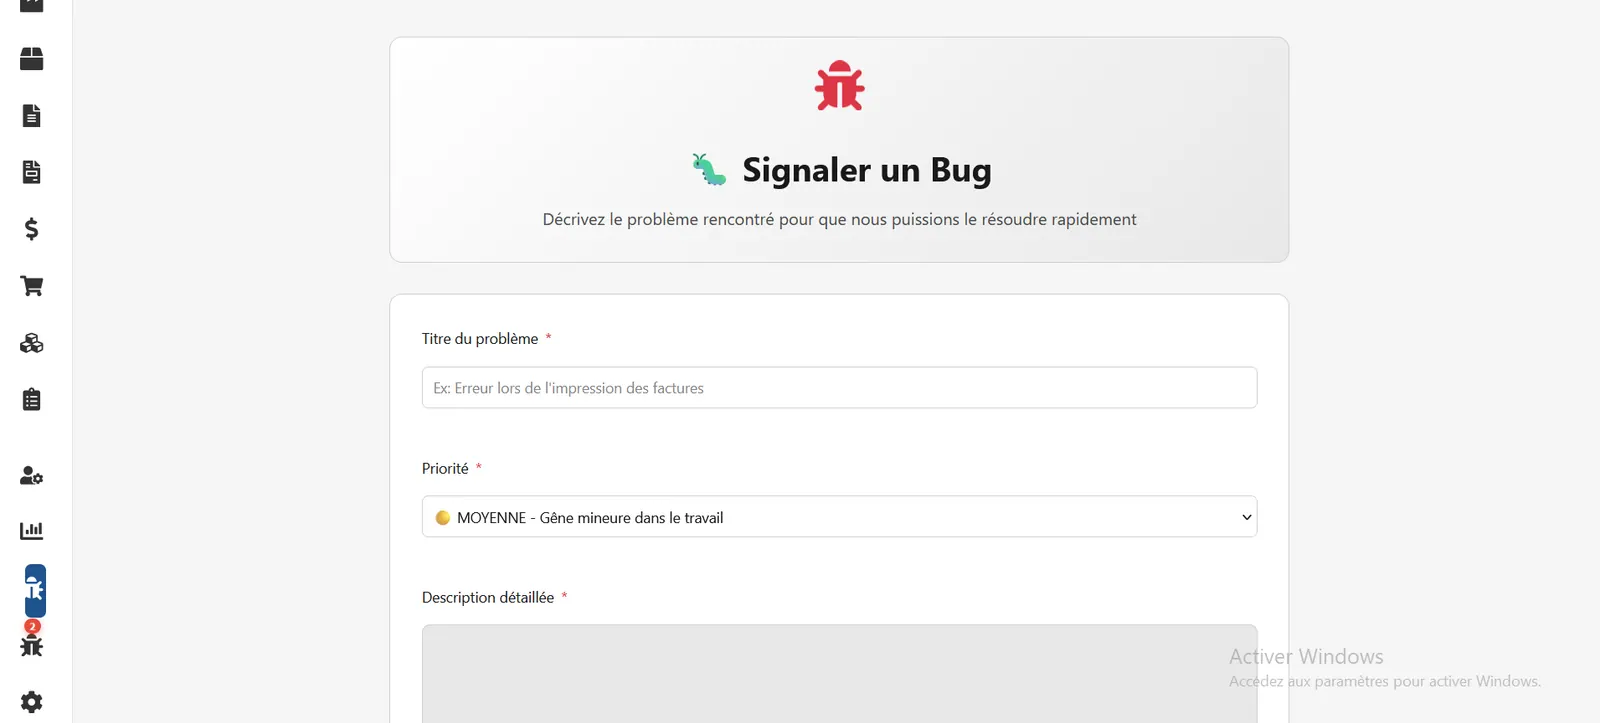 Signaler un Bug
Décrivez le problème rencontré pour que nous puissions le résoudre rapidement
Titre du problème *
Ex: Erreur lors de l'impression des factures
Priorité *
MOYENNE - Gêne mineure dans le travail
Description détaillée *
2
Activer Windows
Accédez aux paramètres pour activer Windows.